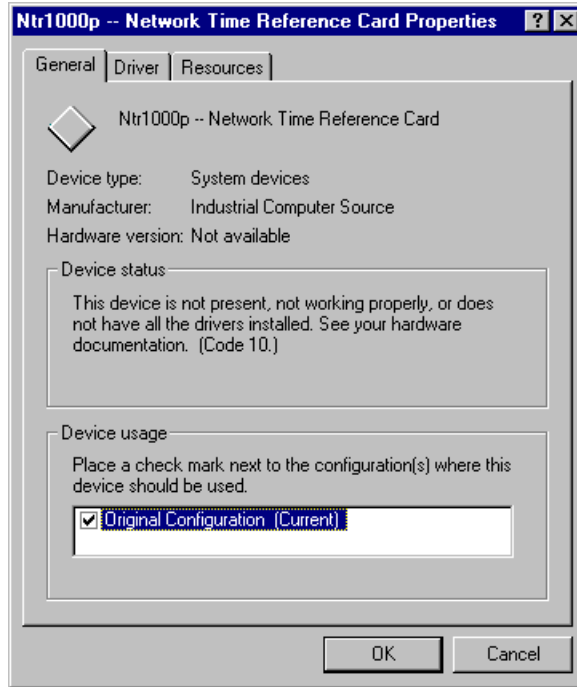 Ntr1000p -- Network Time Reference Card Properties
General Driver Resources
Ntr1000p -- Network Time Reference Card
Device type: System devices
Manufacturer: Industrial Computer Source
Hardware version: Not available
Device status
This device is not present, not working properly, or does
not have all the drivers installed. See your hardware
documentation. (Code 10.)
Device usage
Place a check mark next to the configuration(s) where this
device should be used.
Original Configuration (Current)
OK Cancel